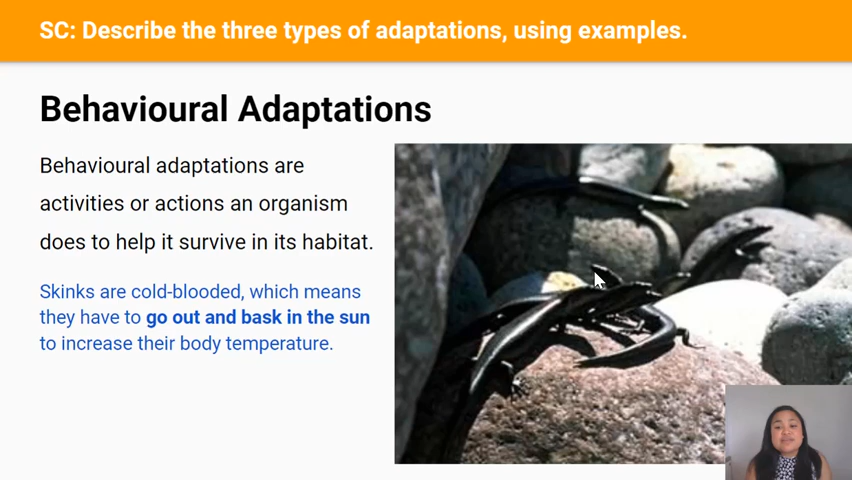 SC: Describe the three types of adaptations, using examples.
Behavioural Adaptations
Behavioural adaptations are
activities or actions an organism
does to help it survive in its habitat.
Skinks are cold-blooded, which means
they have to go out and bask in the sun
to increase their body temperature.